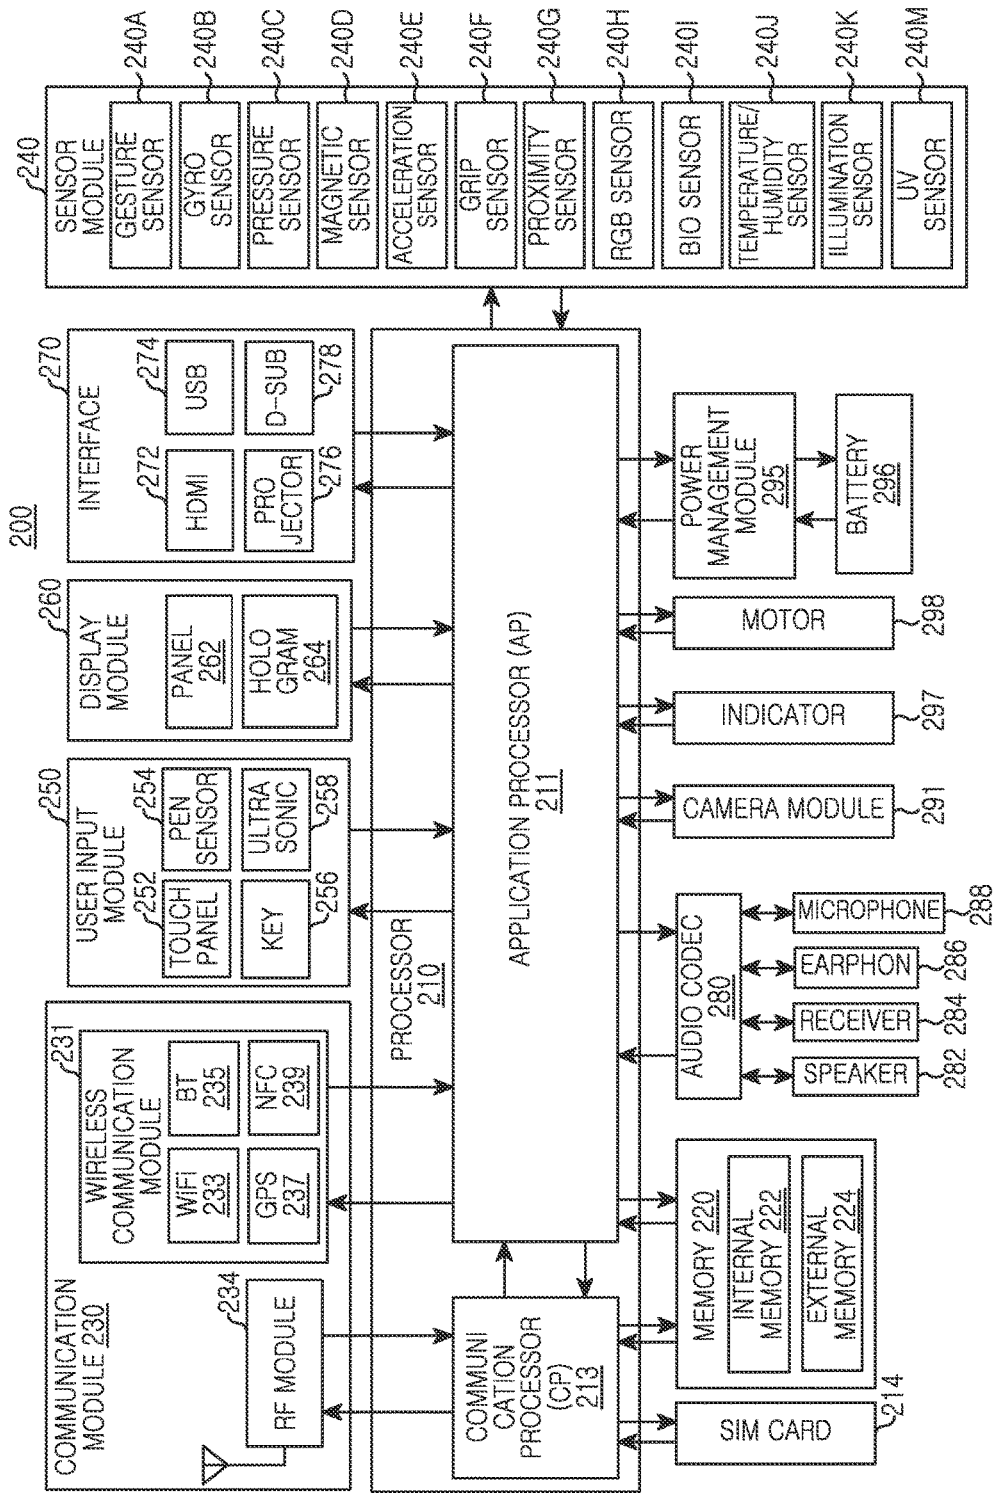 200
COMMUNICATION
MODULE 230
234
RF MODULE
231
WIRELESS
COMMUNICATION
MODULE
WiFi
233
BT
235
GPS
237
NFC
239
250
USER INPUT
MODULE
252
TOUCH
PANEL
254
PEN
SENSOR
KEY
256
ULTRA
SONIC
258
260
DISPLAY
MODULE
PANEL
262
HOLO
GRAM
264
270
INTERFACE
272
HDMI
274
USB
PRO
JECTOR
276
D-SUB
278
240
SENSOR
MODULE
GESTURE
SENSOR
240A
GYRO
SENSOR
240B
PRESSURE
SENSOR
240C
MAGNETIC
SENSOR
240D
ACCELERATION
SENSOR
240E
GRIP
SENSOR
240F
PROXIMITY
SENSOR
240G
RGB SENSOR
240H
BIO SENSOR
240I
TEMPERATURE/
HUMIDITY
SENSOR
240J
ILLUMINATION
SENSOR
240K
UV
SENSOR
240M
PROCESSOR
210
COMMUNI
CATION
PROCESSOR
(CP)
213
APPLICATION PROCESSOR (AP)
211
SIM CARD
214
MEMORY 220
INTERNAL
MEMORY 222
EXTERNAL
MEMORY 224
AUDIO CODEC
280
SPEAKER
282
RECEIVER
284
EARPHON
286
MICROPHONE
288
CAMERA MODULE
291
INDICATOR
297
MOTOR
298
POWER
MANAGEMENT
MODULE
295
BATTERY
296